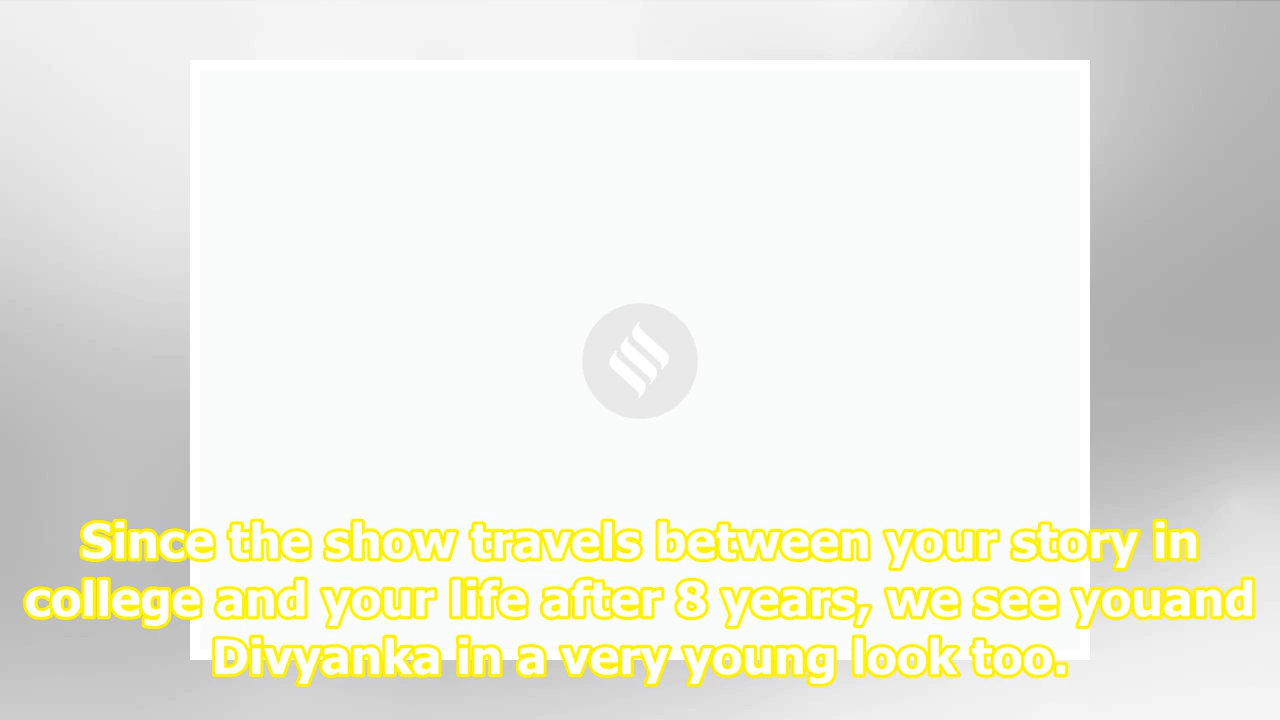 Since the show travels between your story in
college and your life after 8 years, we see youand
Divyanka in a very young look too.